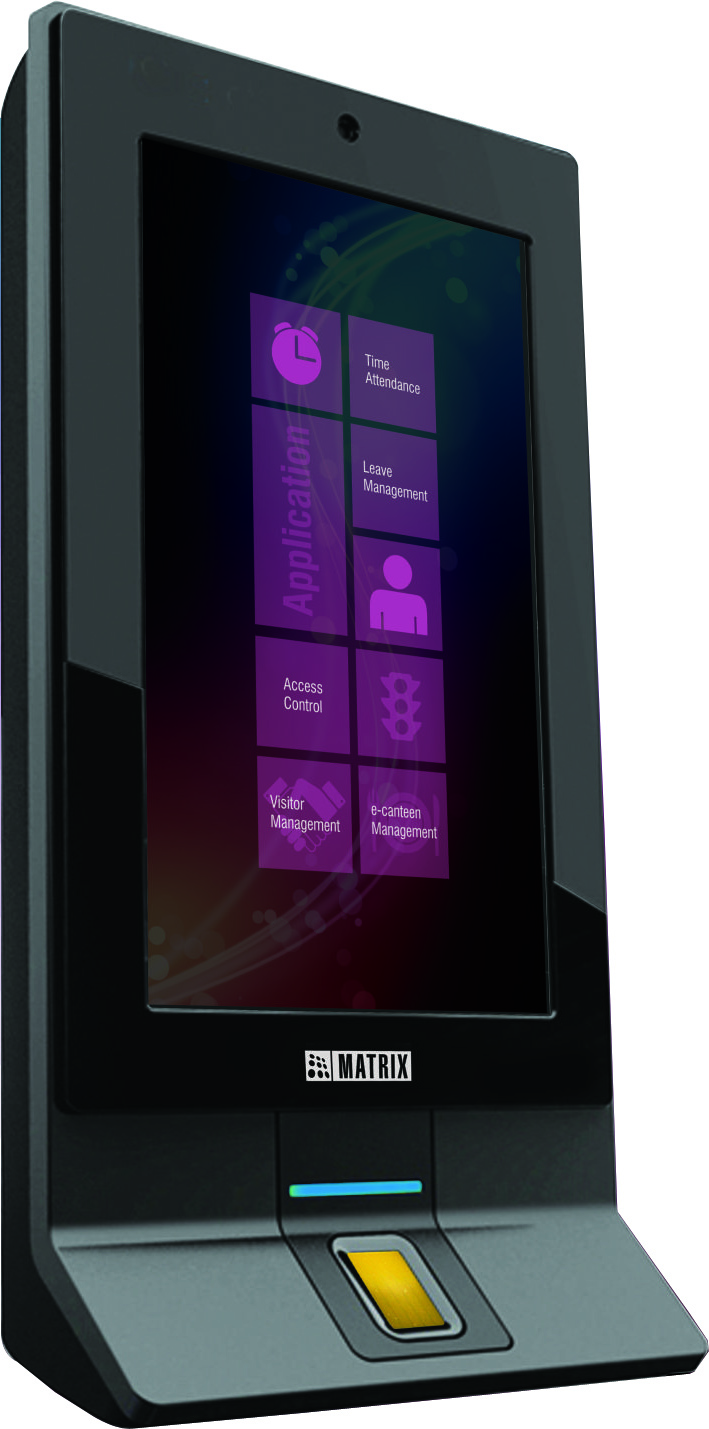 Time
Attendance
Application
Leave
Management
Access
Control
Visitor
Management
e-canteen
Management
MATRIX